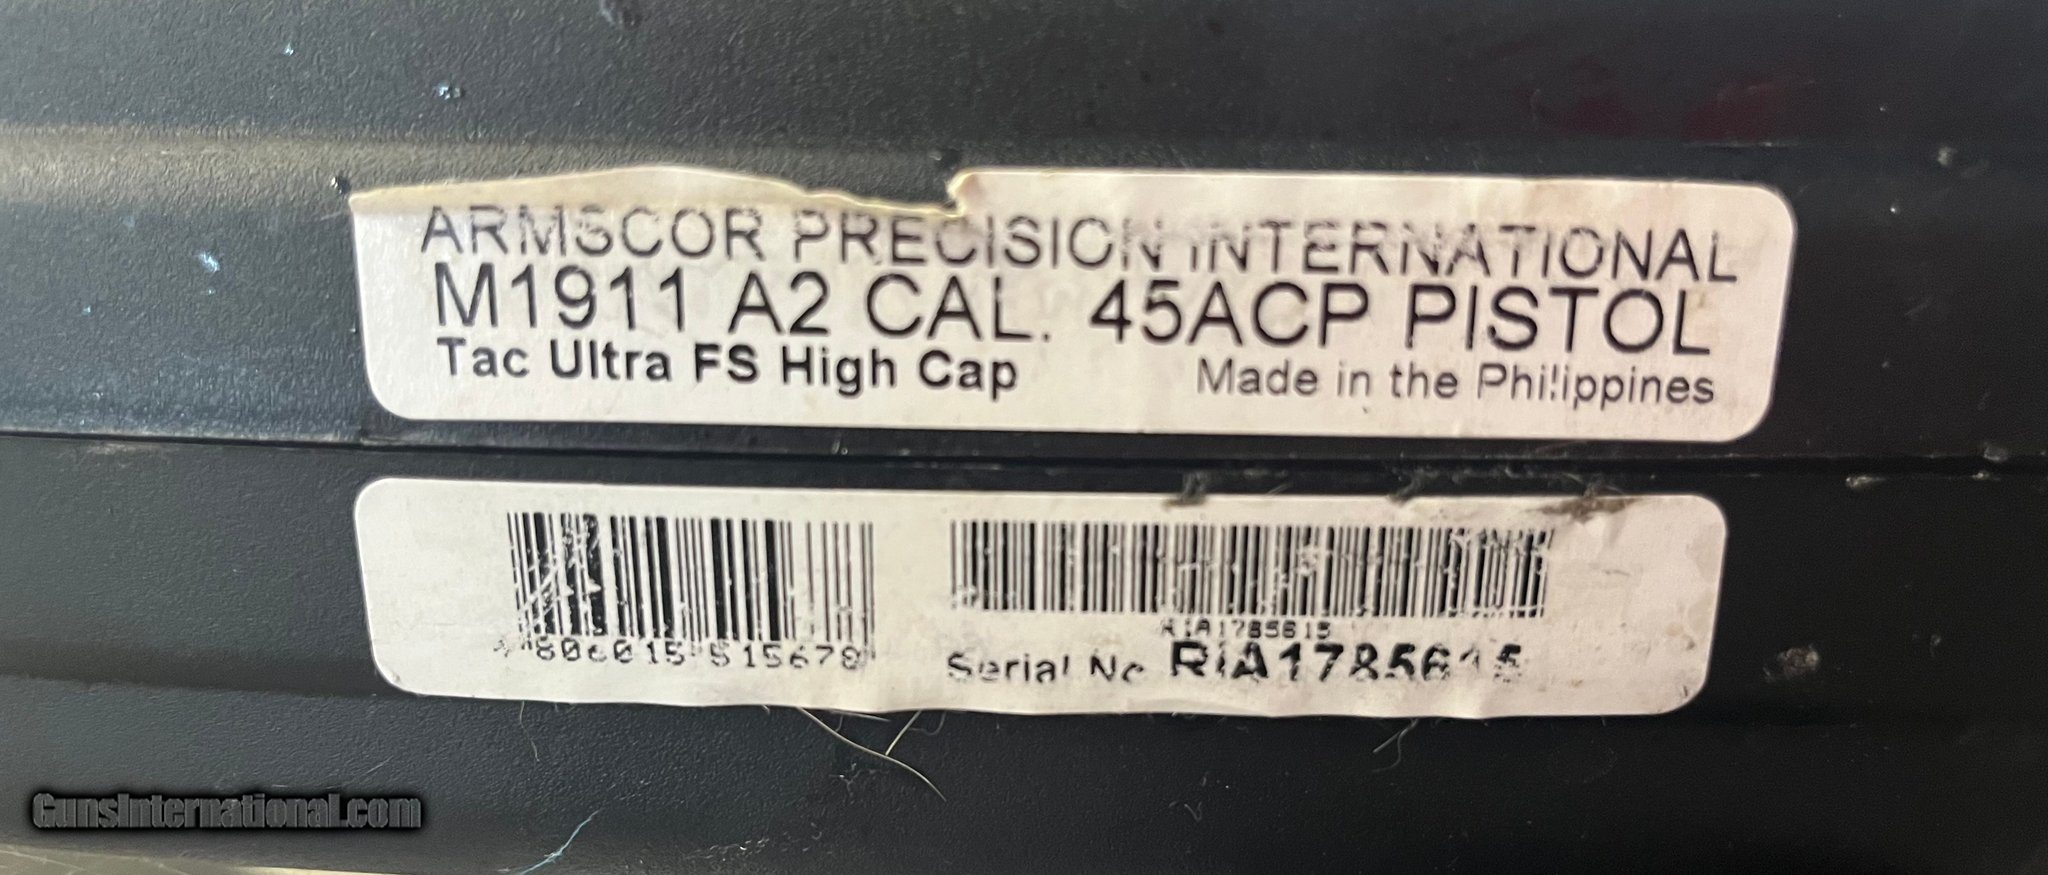 ARMSCOR PRECISION INTERNATIONAL
M1911 A2 CAL. 45ACP PISTOL
Tac Ultra FS High Cap
Made in the Philippines
806015 515678
RIA1785615
Serial No RIA1785615
GunsInternational.com